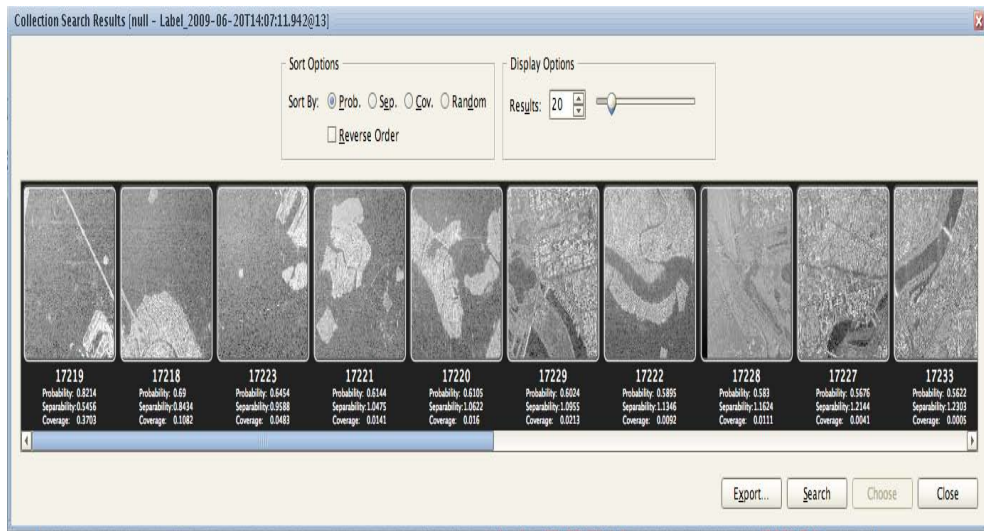 Collection Search Results [null - Label_2009-06-20T14:07:11.942@13]
Sort Options
Display Options
Sort By: Prob. Sep. Cov. Random
Results: 20
Reverse Order
17219 17218 17223 17221 17220 17229 17222 17228 17227 17233
Probability: 0.8214 Probability: 0.69 Probability: 0.6454 Probability: 0.6144 Probability: 0.6105 Probability: 0.6024 Probability: 0.5895 Probability: 0.583 Probability: 0.5676 Probability: 0.5622
Separability:0.5456 Separability:0.8434 Separability:0.9588 Separability:1.0475 Separability:1.0622 Separability:1.0955 Separability:1.1346 Separability:1.1624 Separability:1.2144 Separability:1.2303
Coverage: 0.3703 Coverage: 0.1082 Coverage: 0.0483 Coverage: 0.0141 Coverage: 0.016 Coverage: 0.0213 Coverage: 0.0092 Coverage: 0.0111 Coverage: 0.0041 Coverage: 0.0005
Export... Search Choose Close